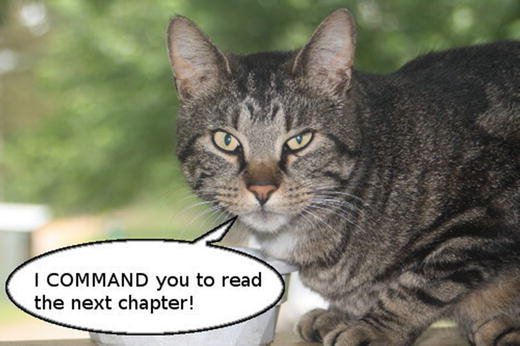 I COMMAND you to read
the next chapter!